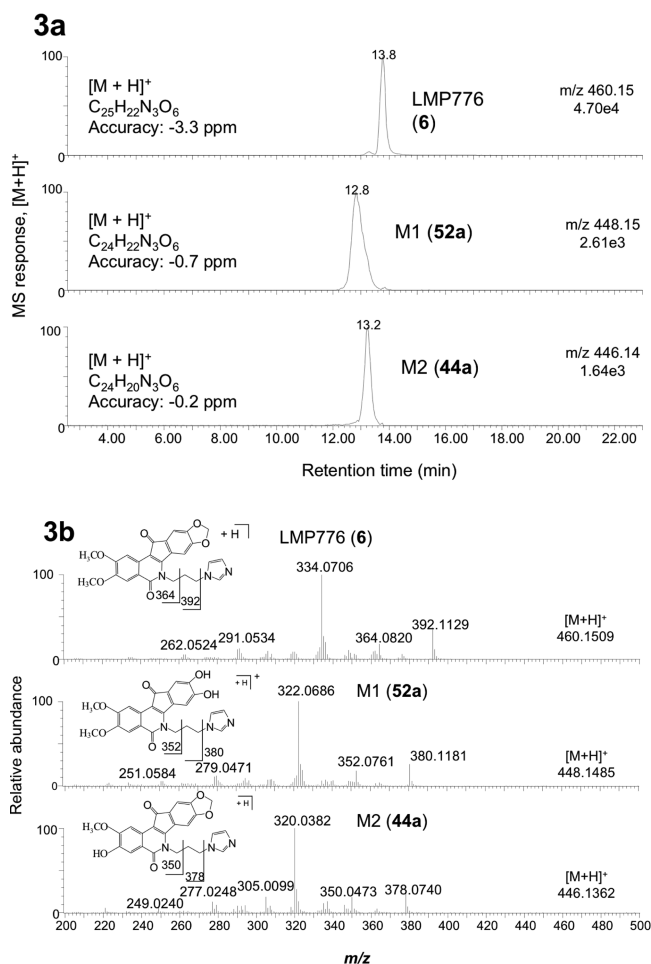 3a
MS response, [M+H]+
100
0
[M + H]+
C25H22N3O6
Accuracy: -3.3 ppm
13.8
LMP776
(6)
m/z 460.15
4.70e4
100
0
[M + H]+
C24H22N3O6
Accuracy: -0.7 ppm
12.8
M1 (52a)
m/z 448.15
2.61e3
100
0
[M + H]+
C24H20N3O6
Accuracy: -0.2 ppm
13.2
M2 (44a)
m/z 446.14
1.64e3
4.00 6.00 8.00 10.00 12.00 14.00 16.00 18.00 20.00 22.00
Retention time (min)
3b
Relative abundance
LMP776 (6)
+ H
O
O
O
H3CO
H3CO
N
N
N
O
364
392
100
0
262.0524
291.0534
334.0706
364.0820
392.1129
[M+H]+
460.1509
M1 (52a)
+ H +
O
OH
OH
H3CO
H3CO
N
N
N
O
352
380
100
0
251.0584
279.0471
322.0686
352.0761
380.1181
[M+H]+
448.1485
M2 (44a)
+ H
O
O
O
H3CO
HO
N
N
N
O
350
378
100
0
249.0240
277.0248
305.0099
320.0382
350.0473
378.0740
[M+H]+
446.1362
200 220 240 260 280 300 320 340 360 380 400 420 440 460 480 500
m/z